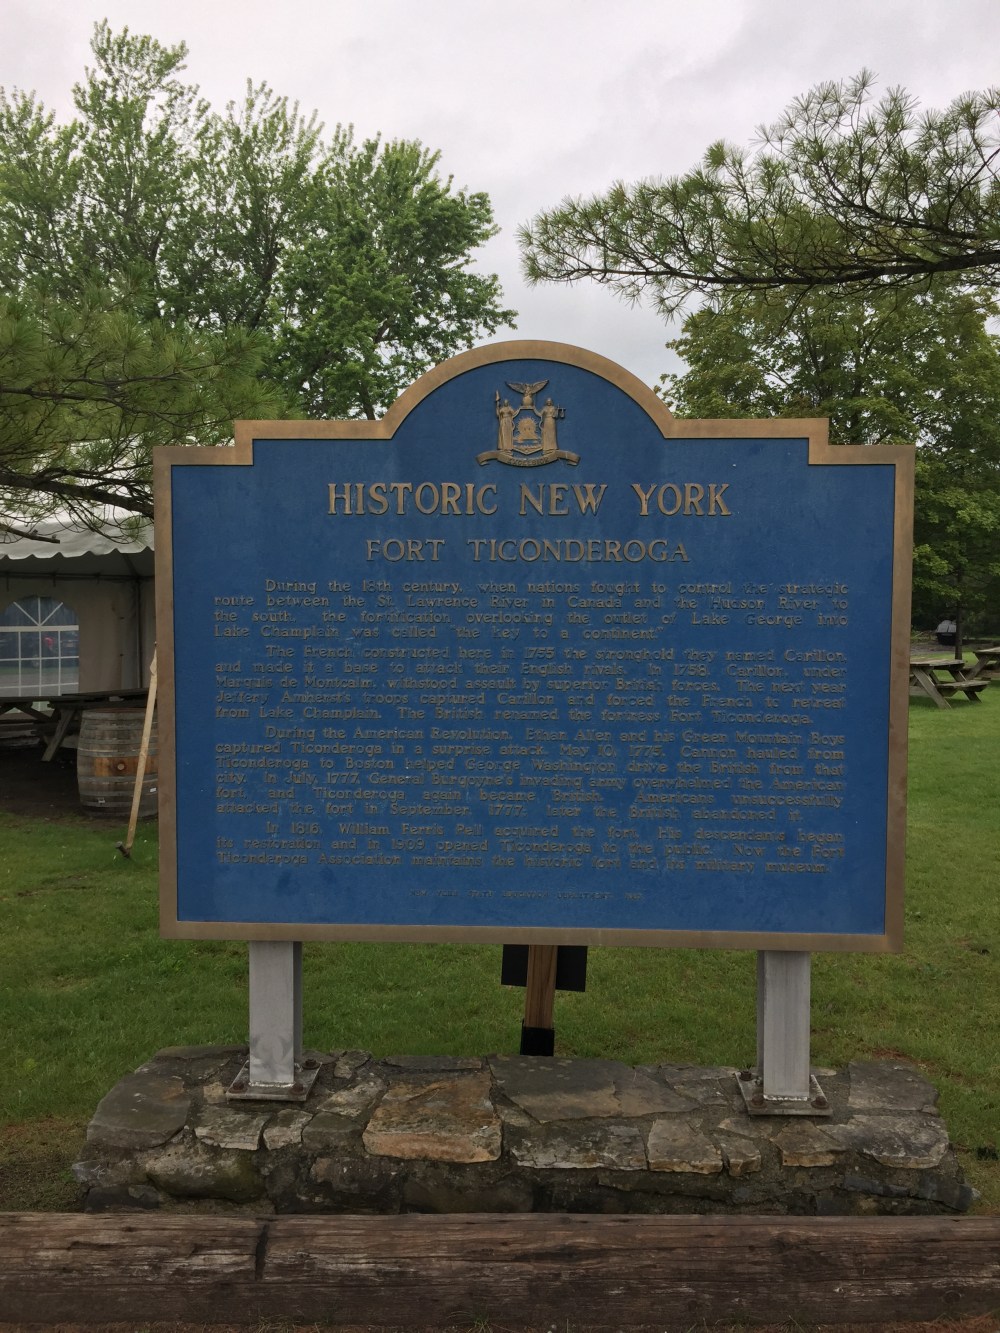 HISTORIC NEW YORK
FORT TICONDEROGA
During the 18th century, when nations fought to control the strategic
route between the St. Lawrence River in Canada and the Hudson River to
the south, the fortification overlooking the outlet of Lake George into
Lake Champlain was called "the key to a continent."
The French constructed here in 1755 the stronghold they named Carillon
and made it a base to attack their English rivals. In 1758, Carillon, under
Marquis de Montcalm, withstood assault by superior British forces. The next year
Jeffery Amherst's troops captured Carillon and forced the French to retreat
from Lake Champlain. The British renamed the fortress Fort Ticonderoga.
During the American Revolution, Ethan Allen and his Green Mountain Boys
captured Ticonderoga in a surprise attack, May 10, 1775. Cannon hauled from
Ticonderoga to Boston helped George Washington drive the British from that
city. In July, 1777, General Burgoyne's invading army overwhelmed the American
fort and Ticonderoga again became British. Americans unsuccessfully
attacked the fort in September, 1777; later the British abandoned it.
In William Ferris Pell acquired the fort. His descendants began
its restoration and in 1909 opened Ticonderoga to the public. Now the Fort
Ticonderoga Association maintains the historic fort and its military museum.